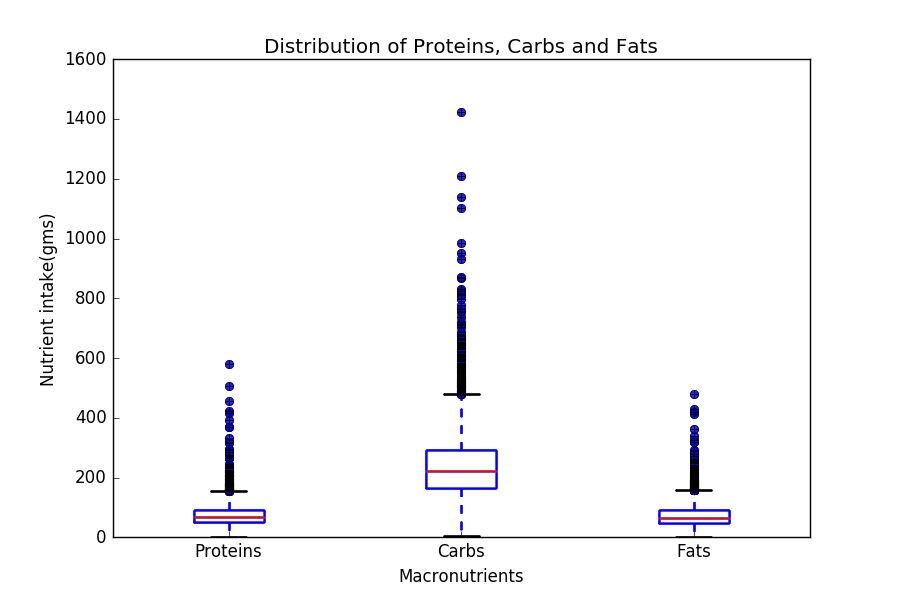 Distribution of Proteins, Carbs and Fats
1600
1400
1200
1000
800
600
400
200
0
Nutrient intake(gms)
Proteins Carbs Fats
Macronutrients